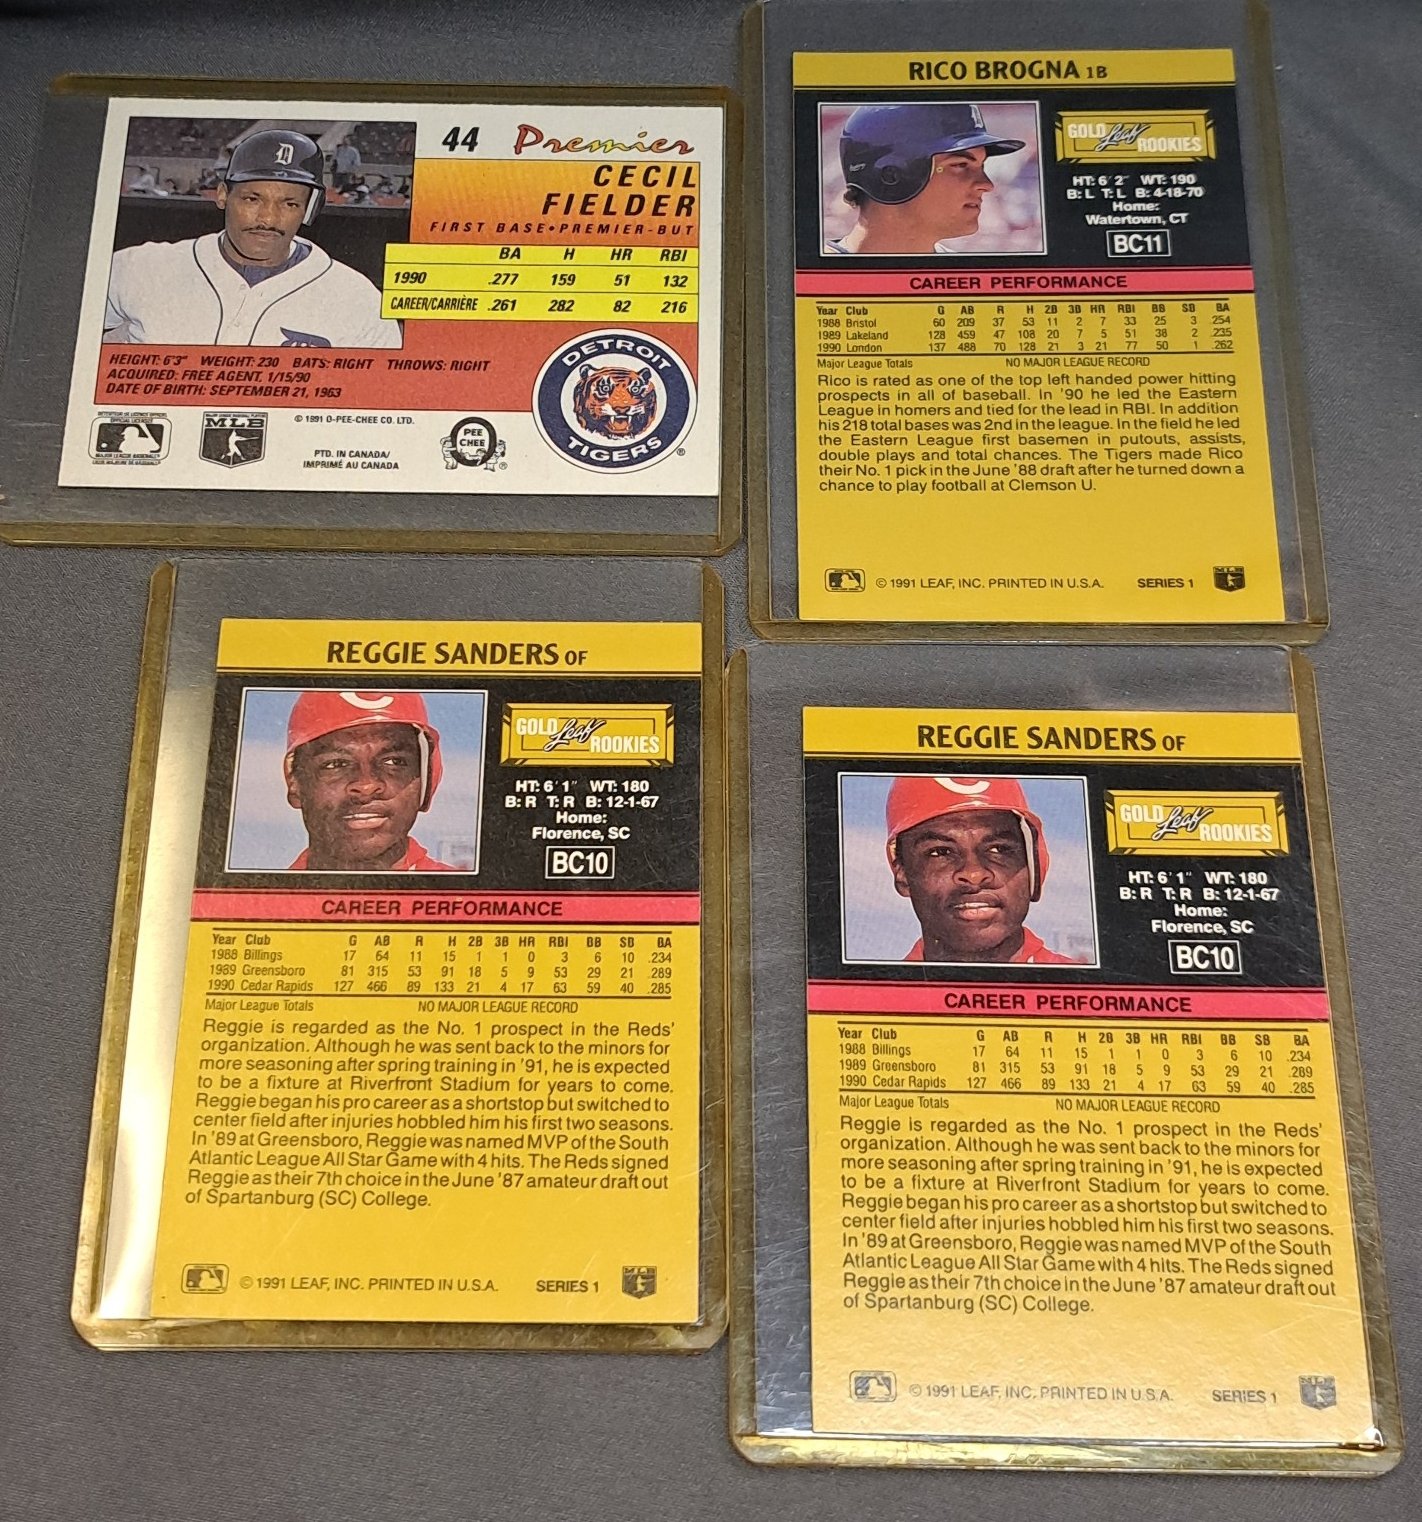 44 Premier
CECIL
FIELDER
FIRST BASE•PREMIER-BUT
BA H HR RBI
1990 .277 159 51 132
CAREER/CARRIÈRE .261 282 82 216
HEIGHT: 6'3" WEIGHT: 230 BATS: RIGHT THROWS: RIGHT
ACQUIRED: FREE AGENT, 1/15/90
DATE OF BIRTH: SEPTEMBER 21, 1963
DETROIT
TIGERS
®
MLB
© 1991 O-PEE-CHEE CO. LTD.
PTD. IN CANADA/
IMPRIMÉ AU CANADA
PEE
CHEE
®
RICO BROGNA 1B
GOLD Leaf ROOKIES
HT: 6' 2" WT: 190
B: L T: L B: 4-18-70
Home:
Watertown, CT
BC11
CAREER PERFORMANCE
Year Club G AB R H 2B 3B HR RBI BB SB BA
1988 Bristol 60 209 37 53 11 2 7 33 25 3 .254
1989 Lakeland 128 459 47 108 20 7 5 51 38 2 .235
1990 London 137 488 70 128 21 3 21 77 50 1 .262
Major League Totals NO MAJOR LEAGUE RECORD
Rico is rated as one of the top left handed power hitting
prospects in all of baseball. In '90 he led the Eastern
League in homers and tied for the lead in RBI. In addition
his 218 total bases was 2nd in the league. In the field he led
the Eastern League first basemen in putouts, assists,
double plays and total chances. The Tigers made Rico
their No. 1 pick in the June '88 draft after he turned down a
chance to play football at Clemson U.
© 1991 LEAF, INC. PRINTED IN U.S.A. SERIES 1 MLB
REGGIE SANDERS OF
GOLD Leaf ROOKIES
HT: 6' 1" WT: 180
B: R T: R B: 12-1-67
Home:
Florence, SC
BC10
CAREER PERFORMANCE
Year Club G AB R H 2B 3B HR RBI BB SB BA
1988 Billings 17 64 11 15 1 1 0 3 6 10 .234
1989 Greensboro 81 315 53 91 18 5 9 53 29 21 .289
1990 Cedar Rapids 127 466 89 133 21 4 17 63 59 40 .285
Major League Totals NO MAJOR LEAGUE RECORD
Reggie is regarded as the No. 1 prospect in the Reds'
organization. Although he was sent back to the minors for
more seasoning after spring training in '91, he is expected
to be a fixture at Riverfront Stadium for years to come.
Reggie began his pro career as a shortstop but switched to
center field after injuries hobbled him his first two seasons.
In '89 at Greensboro, Reggie was named MVP of the South
Atlantic League All Star Game with 4 hits. The Reds signed
Reggie as their 7th choice in the June '87 amateur draft out
of Spartanburg (SC) College.
© 1991 LEAF, INC. PRINTED IN U.S.A. SERIES 1 MLB
REGGIE SANDERS OF
GOLD Leaf ROOKIES
HT: 6' 1" WT: 180
B: R T: R B: 12-1-67
Home:
Florence, SC
BC10
CAREER PERFORMANCE
Year Club G AB R H 2B 3B HR RBI BB SB BA
1988 Billings 17 64 11 15 1 1 0 3 6 10 .234
1989 Greensboro 81 315 53 91 18 5 9 53 29 21 .289
1990 Cedar Rapids 127 466 89 133 21 4 17 63 59 40 .285
Major League Totals NO MAJOR LEAGUE RECORD
Reggie is regarded as the No. 1 prospect in the Reds'
organization. Although he was sent back to the minors for
more seasoning after spring training in '91, he is expected
to be a fixture at Riverfront Stadium for years to come.
Reggie began his pro career as a shortstop but switched to
center field after injuries hobbled him his first two seasons.
In '89 at Greensboro, Reggie was named MVP of the South
Atlantic League All Star Game with 4 hits. The Reds signed
Reggie as their 7th choice in the June '87 amateur draft out
of Spartanburg (SC) College.
© 1991 LEAF, INC. PRINTED IN U.S.A. SERIES 1 MLB